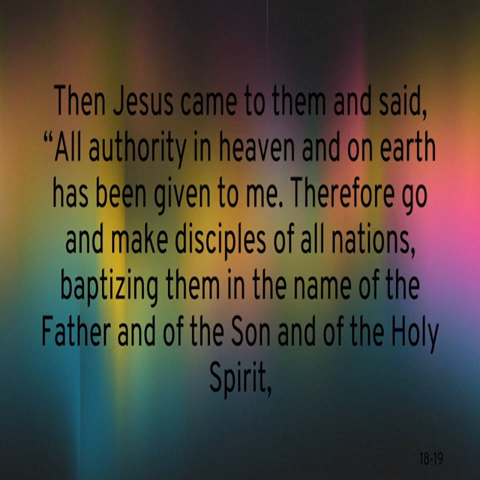 Then Jesus came to them and said,
“All authority in heaven and on earth
has been given to me. Therefore go
and make disciples of all nations,
baptizing them in the name of the
Father and of the Son and of the Holy
Spirit,
18-19